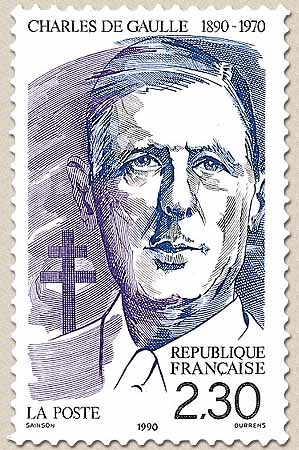 CHARLES DE GAULLE 1890-1970
REPUBLIQUE
FRANÇAISE
LA POSTE 2,30
SAINSON 1990 DURRENS